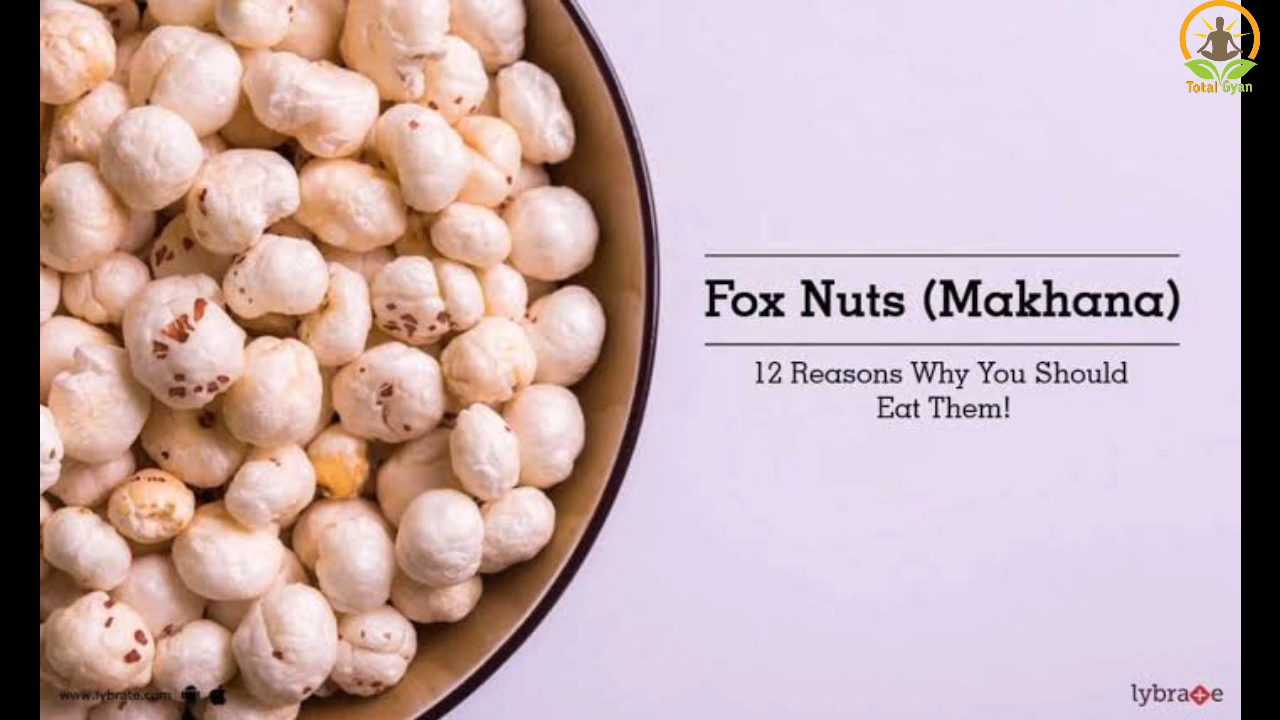 Total Gyan
Fox Nuts (Makhana)
12 Reasons Why You Should
Eat Them!
www.lybrate.com
lybrate